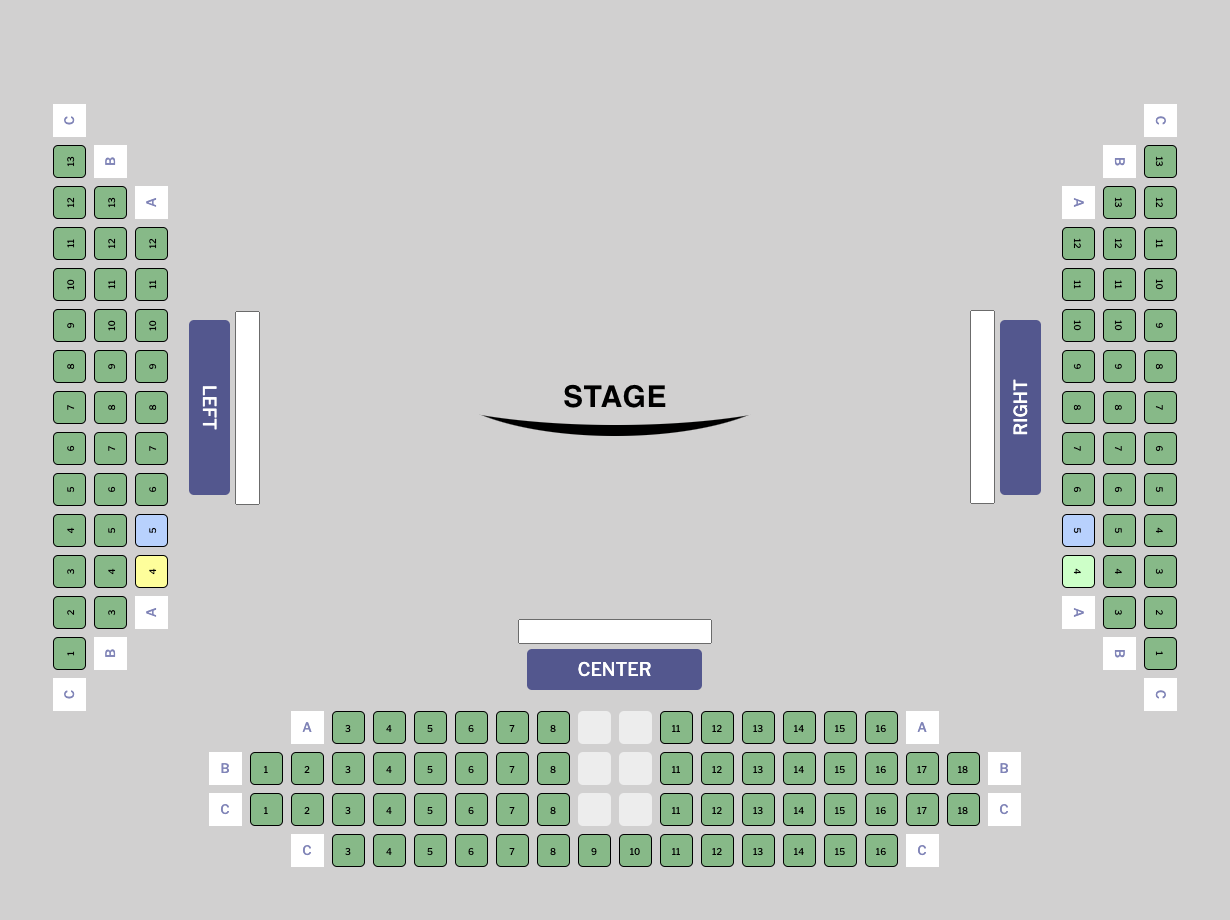 C C
13 B B 13
12 13 A A 13 12
11 12 12 12 12 11
10 11 11 11 11 10
9 10 10 10 10 9
8 9 9 9 9 8
STAGE
LEFT
RIGHT
7 8 8 8 8 7
6 7 7 7 7 6
5 6 6 6 6 5
4 5 5 5 5 4
3 4 4 4 4 3
2 3 A A 3 2
1 B B 1
CENTER
C C
A 3 4 5 6 7 8 11 12 13 14 15 16 A
B 1 2 3 4 5 6 7 8 11 12 13 14 15 16 17 18 B
C 1 2 3 4 5 6 7 8 11 12 13 14 15 16 17 18 C
C 3 4 5 6 7 8 9 10 11 12 13 14 15 16 C